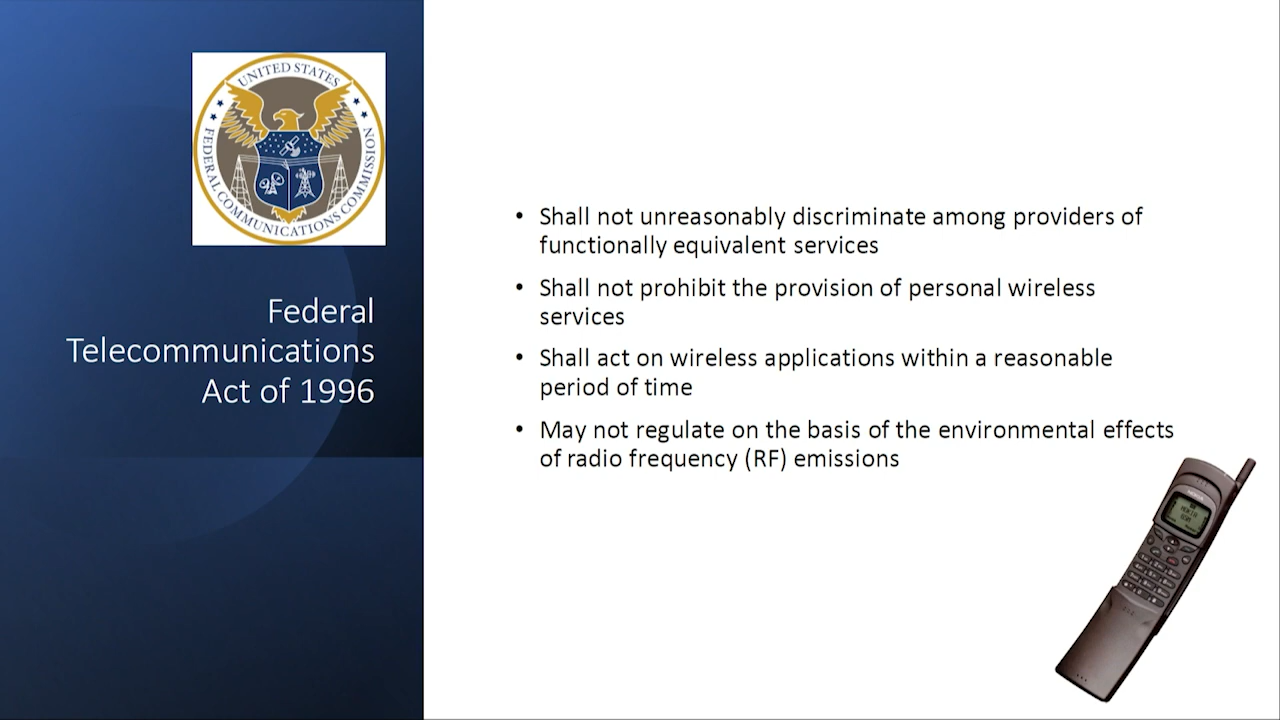 UNITED STATES
FEDERAL COMMUNICATIONS COMMISSION
Federal
Telecommunications
Act of 1996
• Shall not unreasonably discriminate among providers of
functionally equivalent services
• Shall not prohibit the provision of personal wireless
services
• Shall act on wireless applications within a reasonable
period of time
• May not regulate on the basis of the environmental effects
of radio frequency (RF) emissions
NOKIA